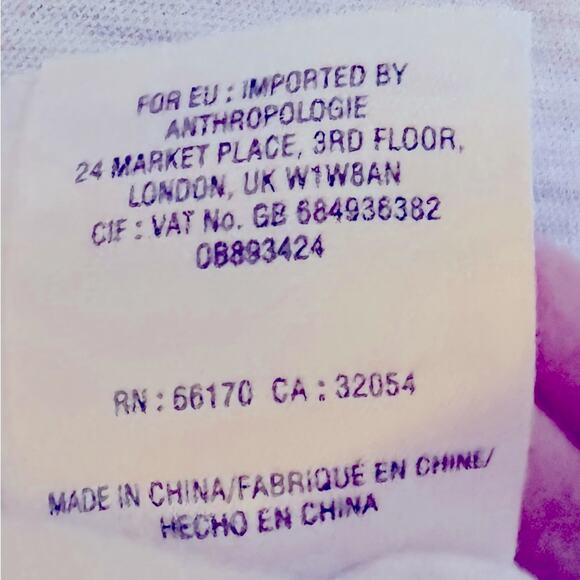 FOR EU : IMPORTED BY
ANTHROPOLOGIE
24 MARKET PLACE, 3RD FLOOR,
LONDON, UK W1W8AN
CIF : VAT No. GB 684936382
0B893424
RN : 66170 CA : 32054
MADE IN CHINA/FABRIQUÉ EN CHINE/
HECHO EN CHINA